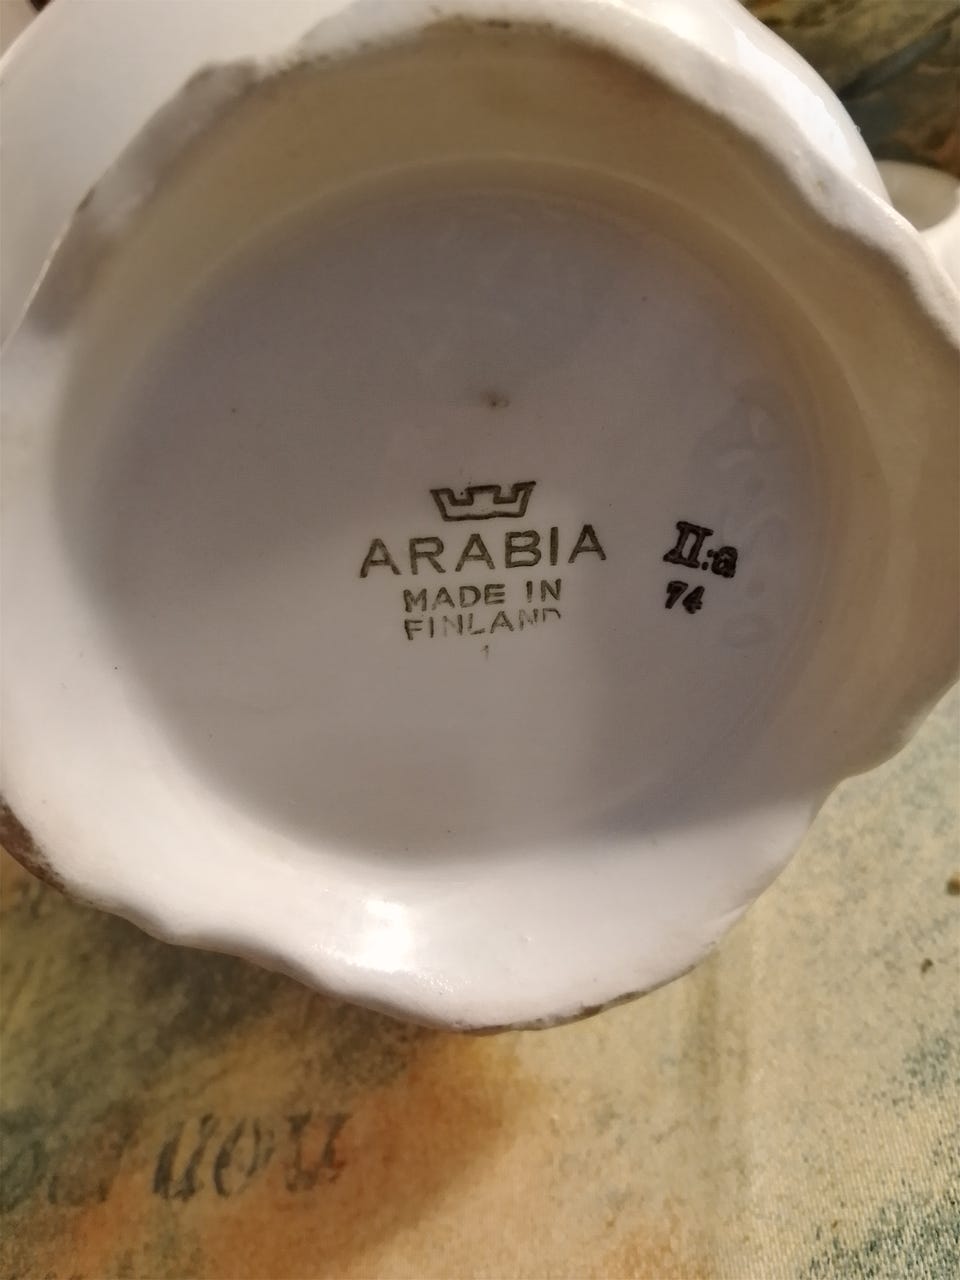 ARABIA
MADE IN
FINLAND
1
II:a
74